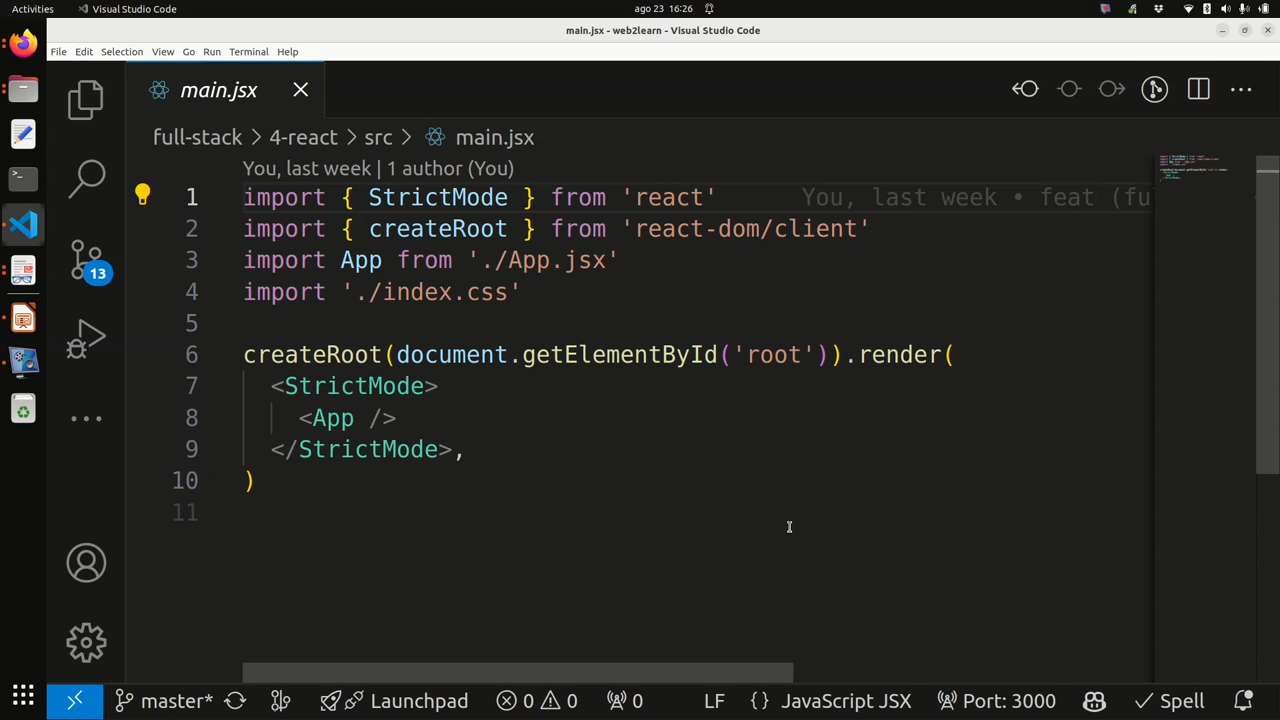 Activities Visual Studio Code ago 23 16:26
main.jsx - web2learn - Visual Studio Code
File Edit Selection View Go Run Terminal Help
main.jsx
full-stack > 4-react > src > main.jsx
You, last week | 1 author (You)
1 import { StrictMode } from 'react' You, last week • feat (fu
2 import { createRoot } from 'react-dom/client'
3 import App from './App.jsx'
4 import './index.css'
5
6 createRoot(document.getElementById('root')).render(
7 <StrictMode>
8 <App />
9 </StrictMode>,
10 )
11
13
master* Launchpad 0 0 0 LF {} JavaScript JSX Port: 3000 Spell